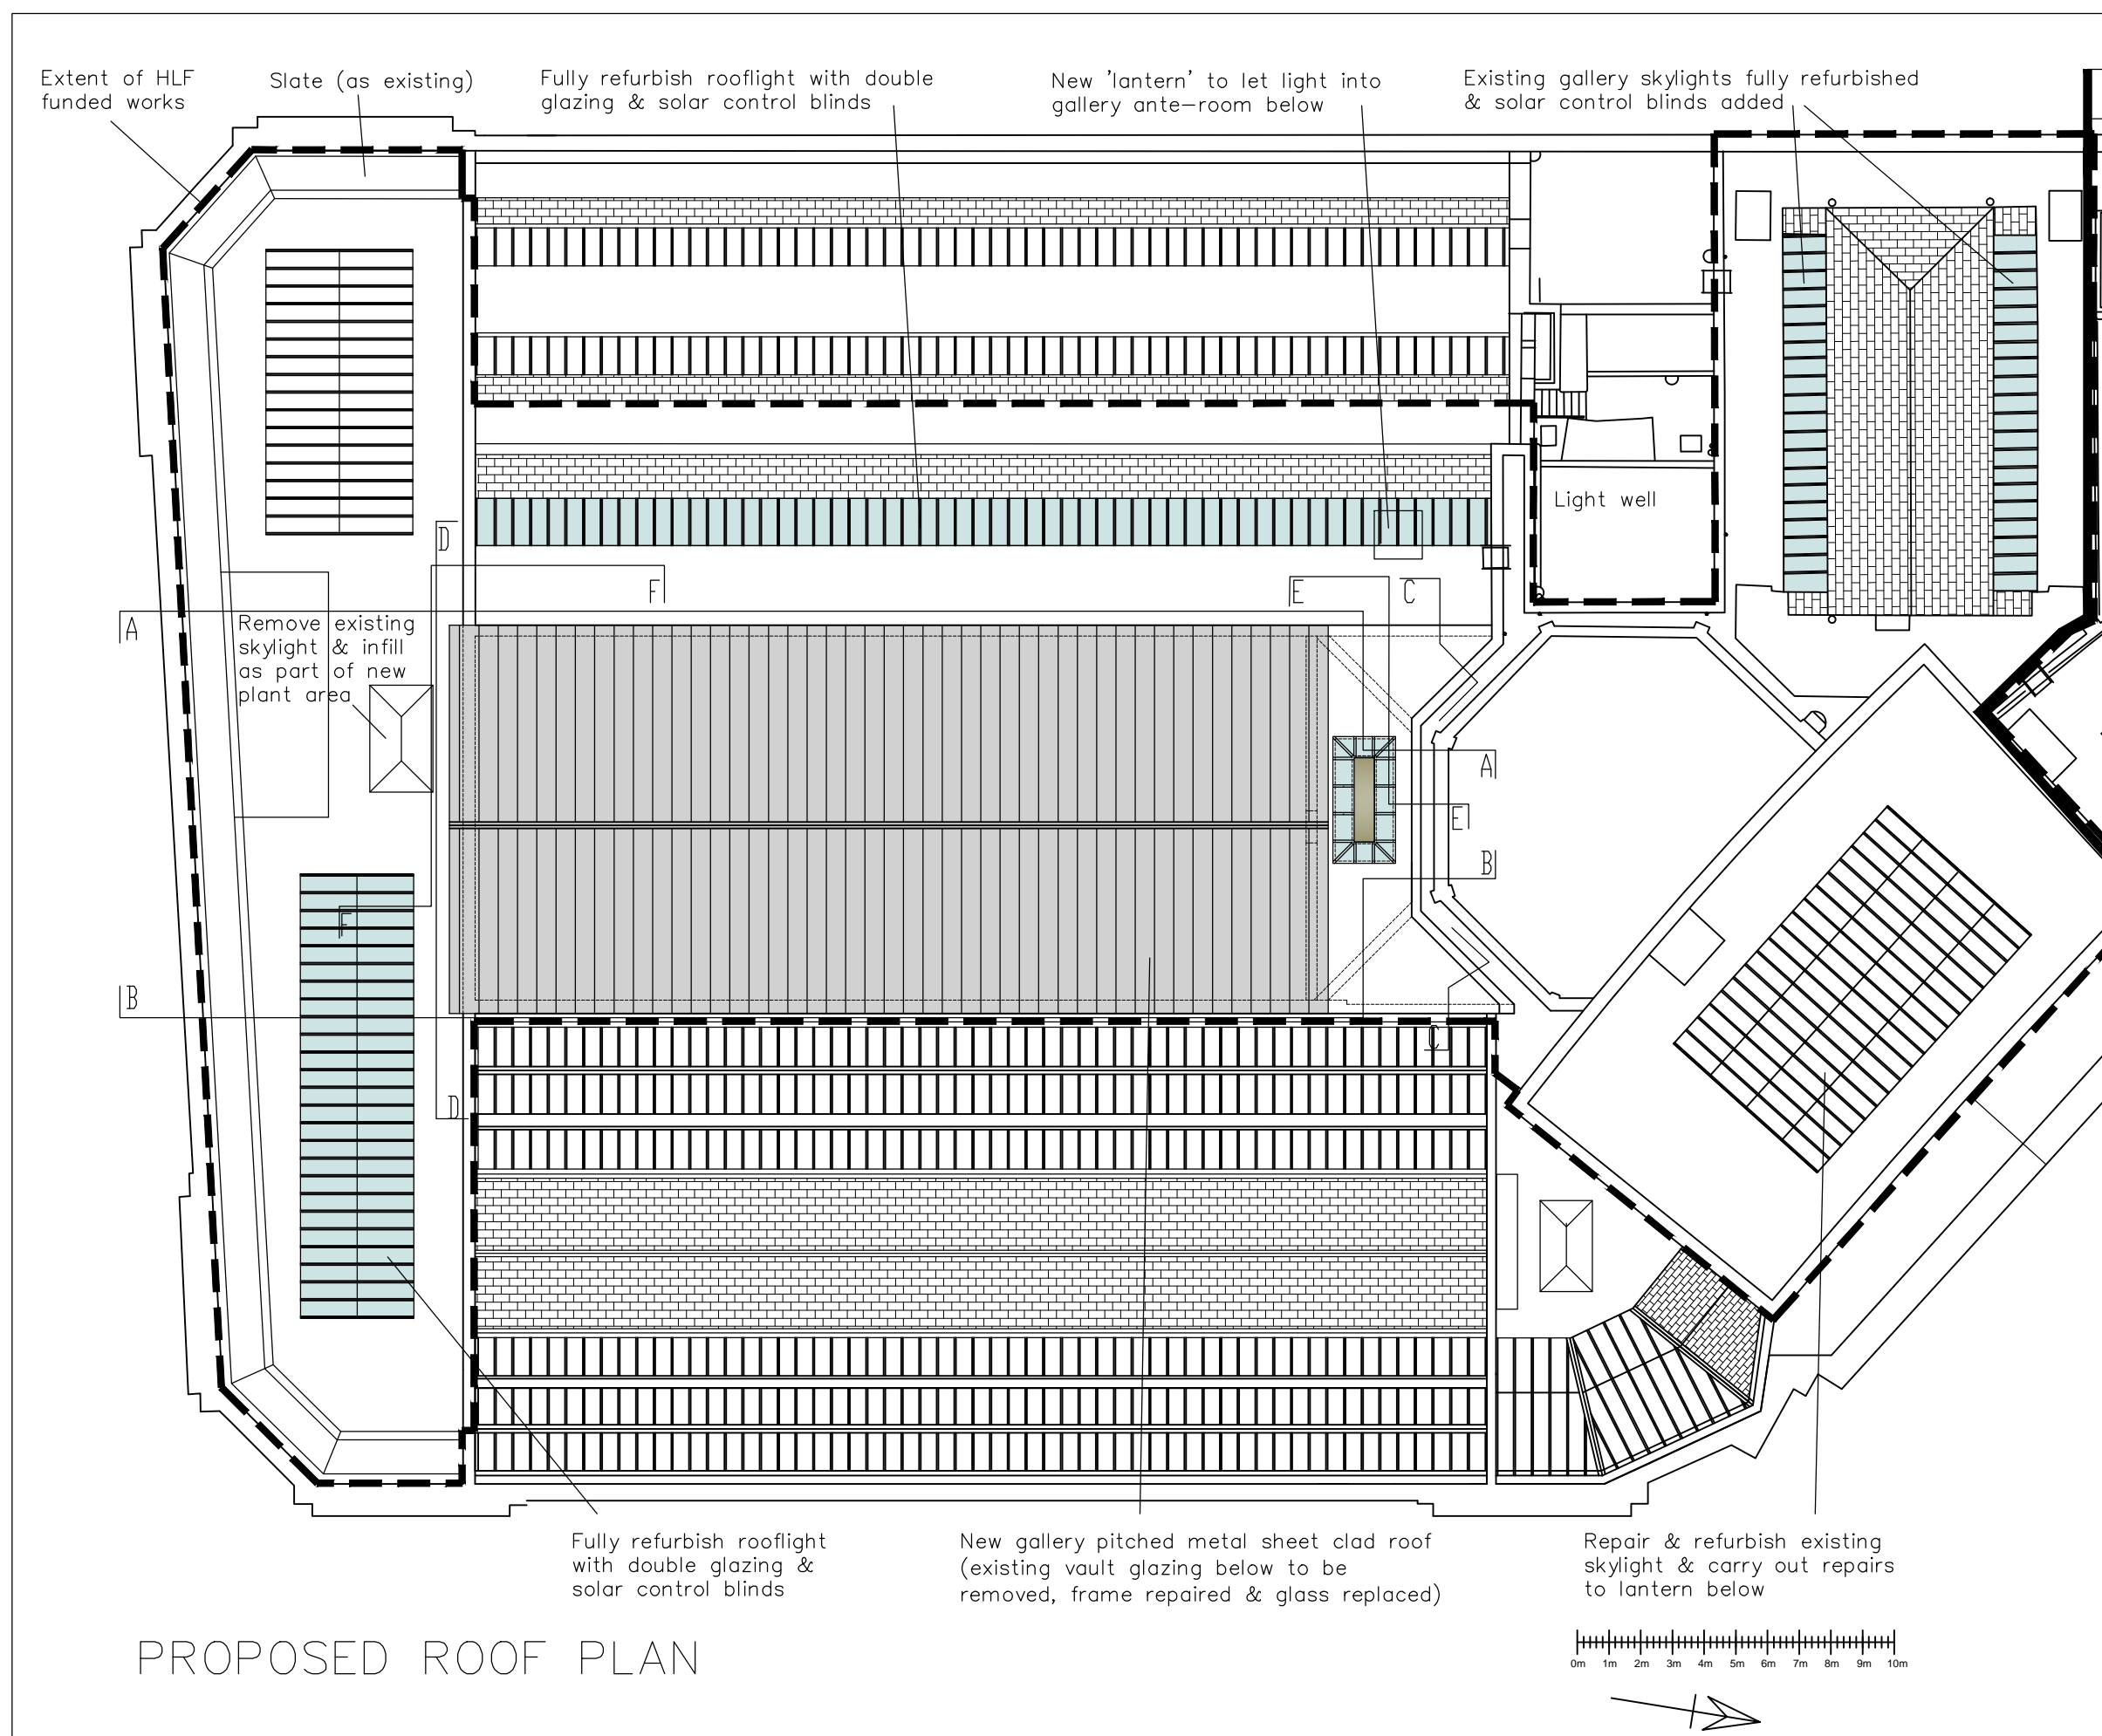 Extent of HLF
funded works
Slate (as existing)
Fully refurbish rooflight with double
glazing & solar control blinds
New 'lantern' to let light into
gallery ante-room below
Existing gallery skylights fully refurbished
& solar control blinds added
Light well
D
F
E
C
A
Remove existing
skylight & infill
as part of new
plant area
A
E
B
F
B
C
D
Fully refurbish rooflight
with double glazing &
solar control blinds
New gallery pitched metal sheet clad roof
(existing vault glazing below to be
removed, frame repaired & glass replaced)
Repair & refurbish existing
skylight & carry out repairs
to lantern below
PROPOSED ROOF PLAN
0m 1m 2m 3m 4m 5m 6m 7m 8m 9m 10m